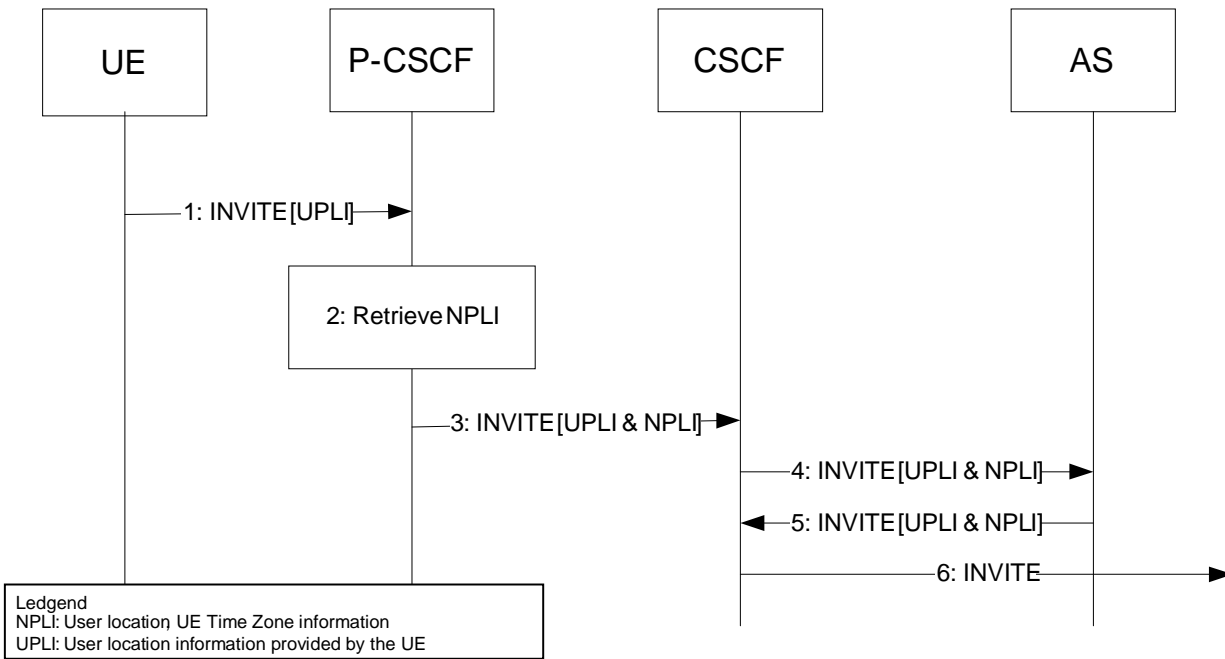 UE
P-CSCF
CSCF
AS
1: INVITE[UPLI]
2: Retrieve NPLI
3: INVITE[UPLI & NPLI]
4: INVITE[UPLI & NPLI]
5: INVITE[UPLI & NPLI]
6: INVITE
Ledgend
NPLI: User location, UE Time Zone information
UPLI: User location information provided by the UE